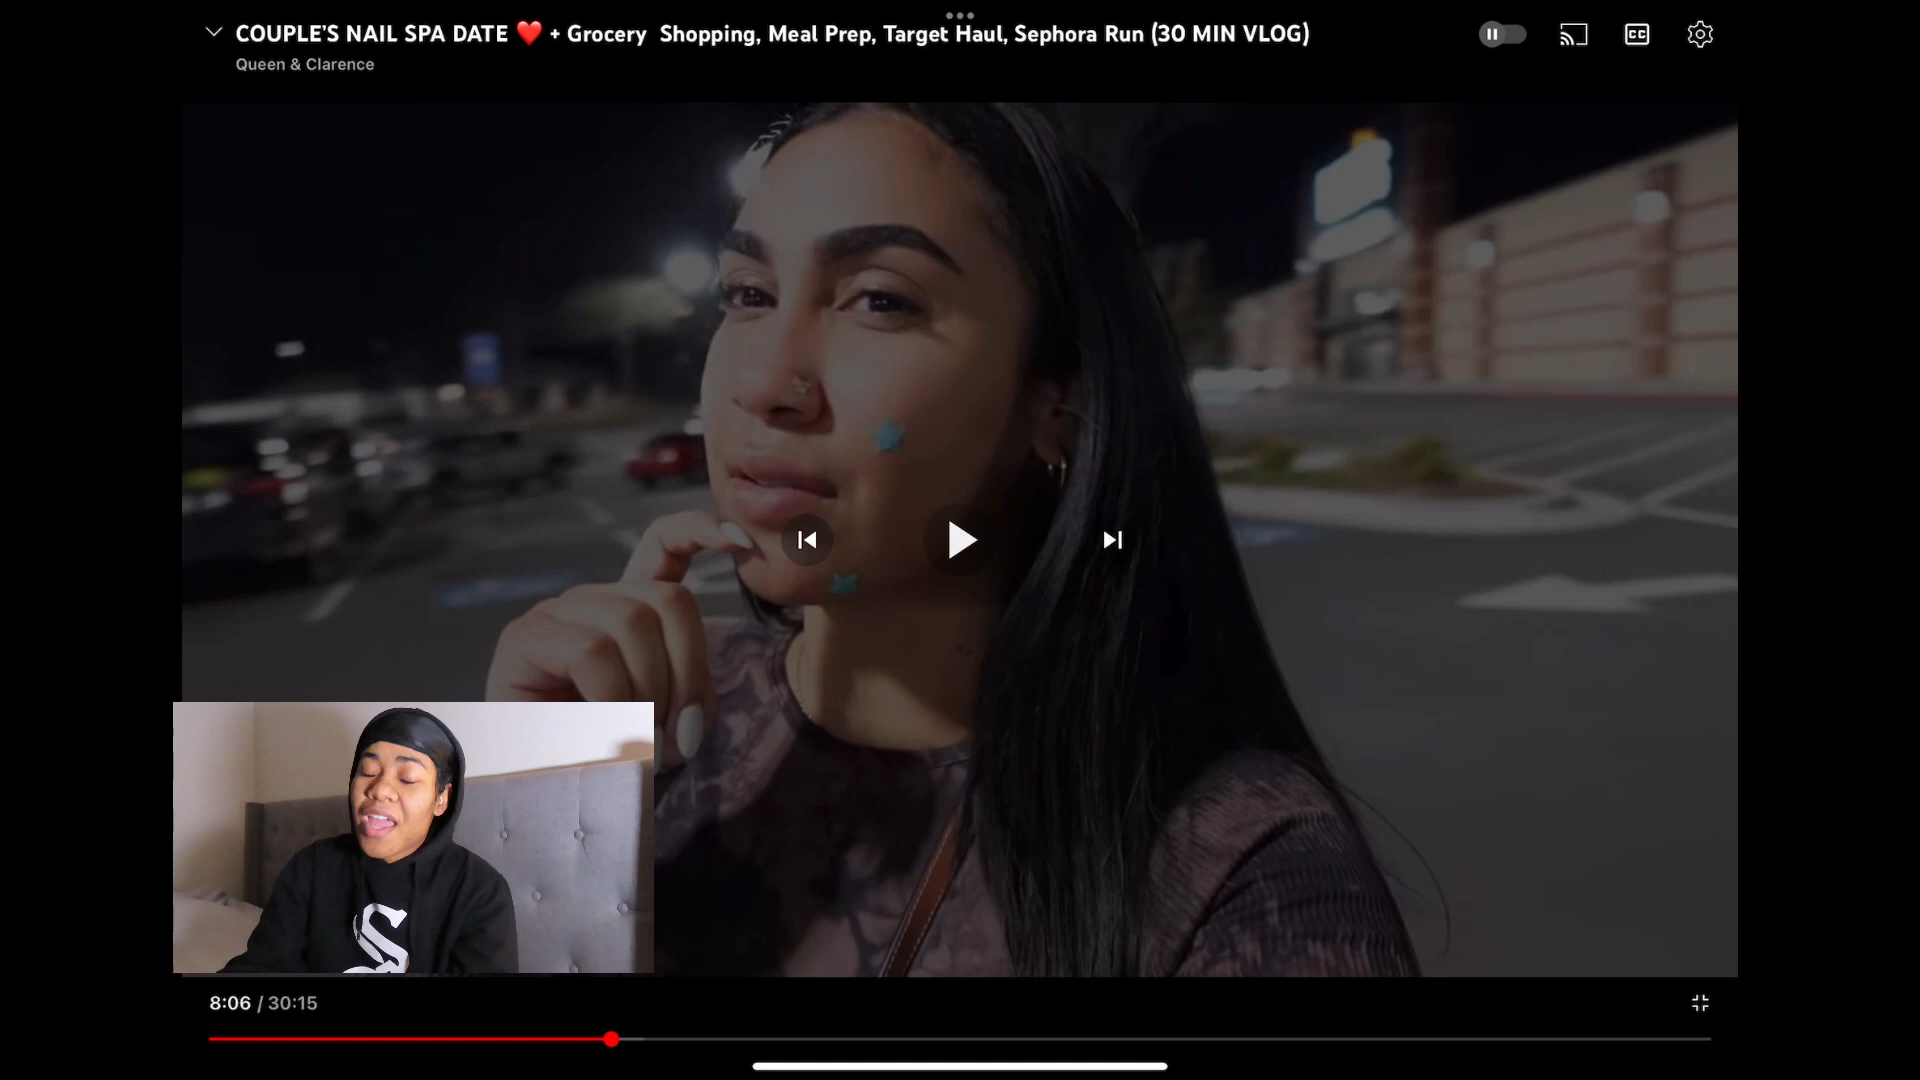 COUPLE'S NAIL SPA DATE ❤️ + Grocery  Shopping, Meal Prep, Target Haul, Sephora Run (30 MIN VLOG)
Queen & Clarence
CC
8:06 / 30:15